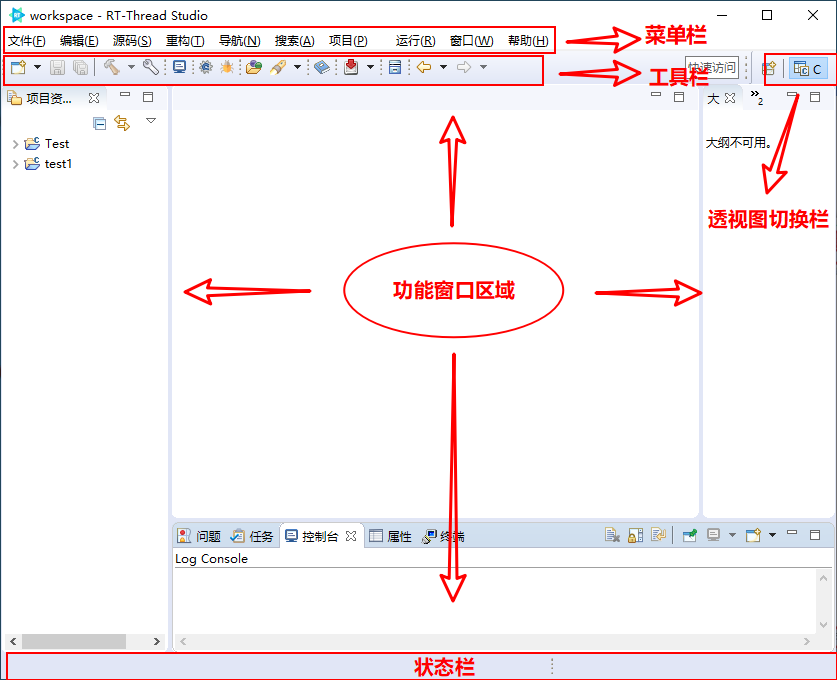 workspace - RT-Thread Studio
文件(F) 编辑(E) 源码(S) 重构(T) 导航(N) 搜索(A) 项目(P) 运行(R) 窗口(W) 帮助(H)
菜单栏
工具栏
快速访问
C
项目资...
大
»2
Test
test1
大纲不可用。
透视图切换栏
功能窗口区域
问题 任务 控制台 属性 终端
Log Console
状态栏